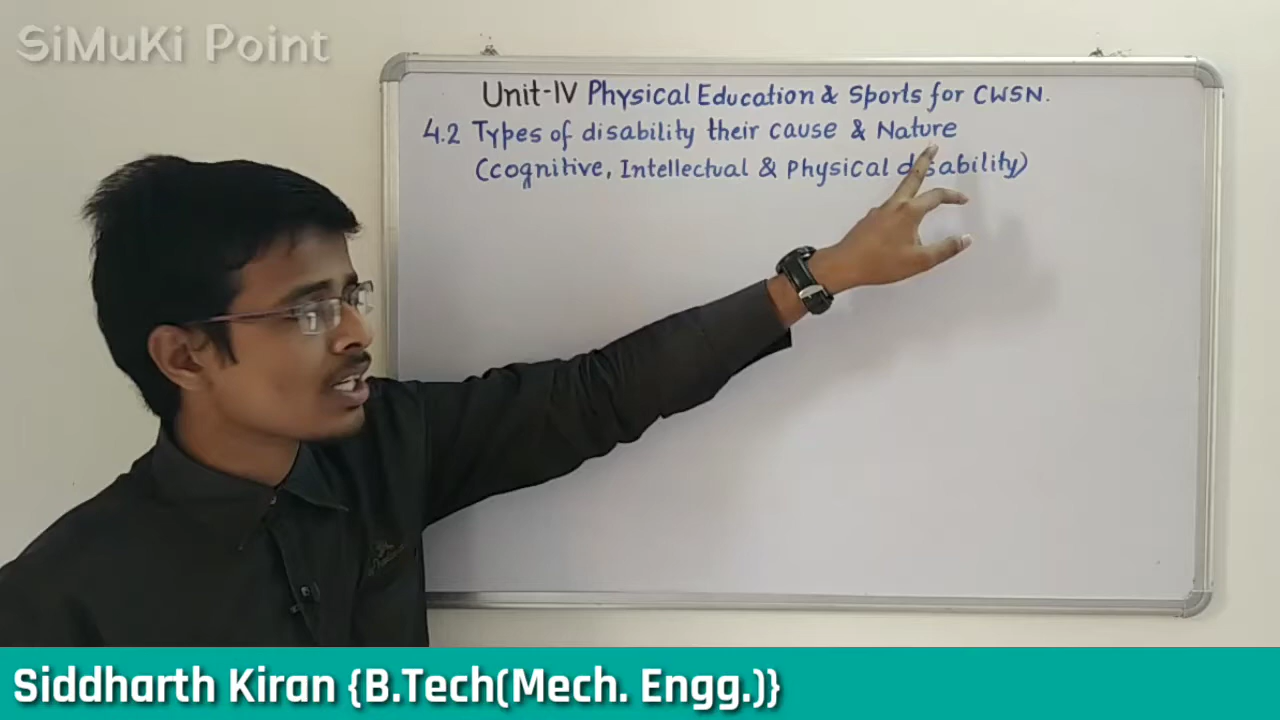 SiMuKi Point
Unit-IV Physical Education & Sports for CWSN.
4.2 Types of disability their cause & Nature
(cognitive, Intellectual & Physical disability)
Siddharth Kiran {B.Tech(Mech. Engg.)}